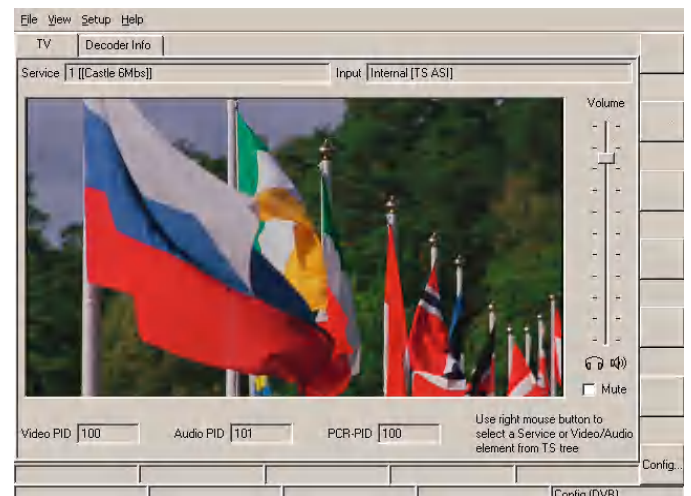 File View Setup Help
TV Decoder Info
Service 1 [[Castle 6Mbs]] Input Internal [TS ASI]
Volume
Mute
Video PID 100 Audio PID 101 PCR-PID 100
Use right mouse button to
select a Service or Video/Audio
element from TS tree
Config...
Config (DVB)